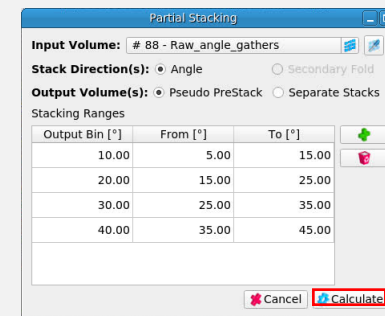 Partial Stacking
Input Volume: # 88 - Raw_angle_gathers
Stack Direction(s): Angle Secondary Fold
Output Volume(s): Pseudo PreStack Separate Stacks
Stacking Ranges
Output Bin [°] From [°] To [°]
10.00 5.00 15.00
20.00 15.00 25.00
30.00 25.00 35.00
40.00 35.00 45.00
Cancel Calculate